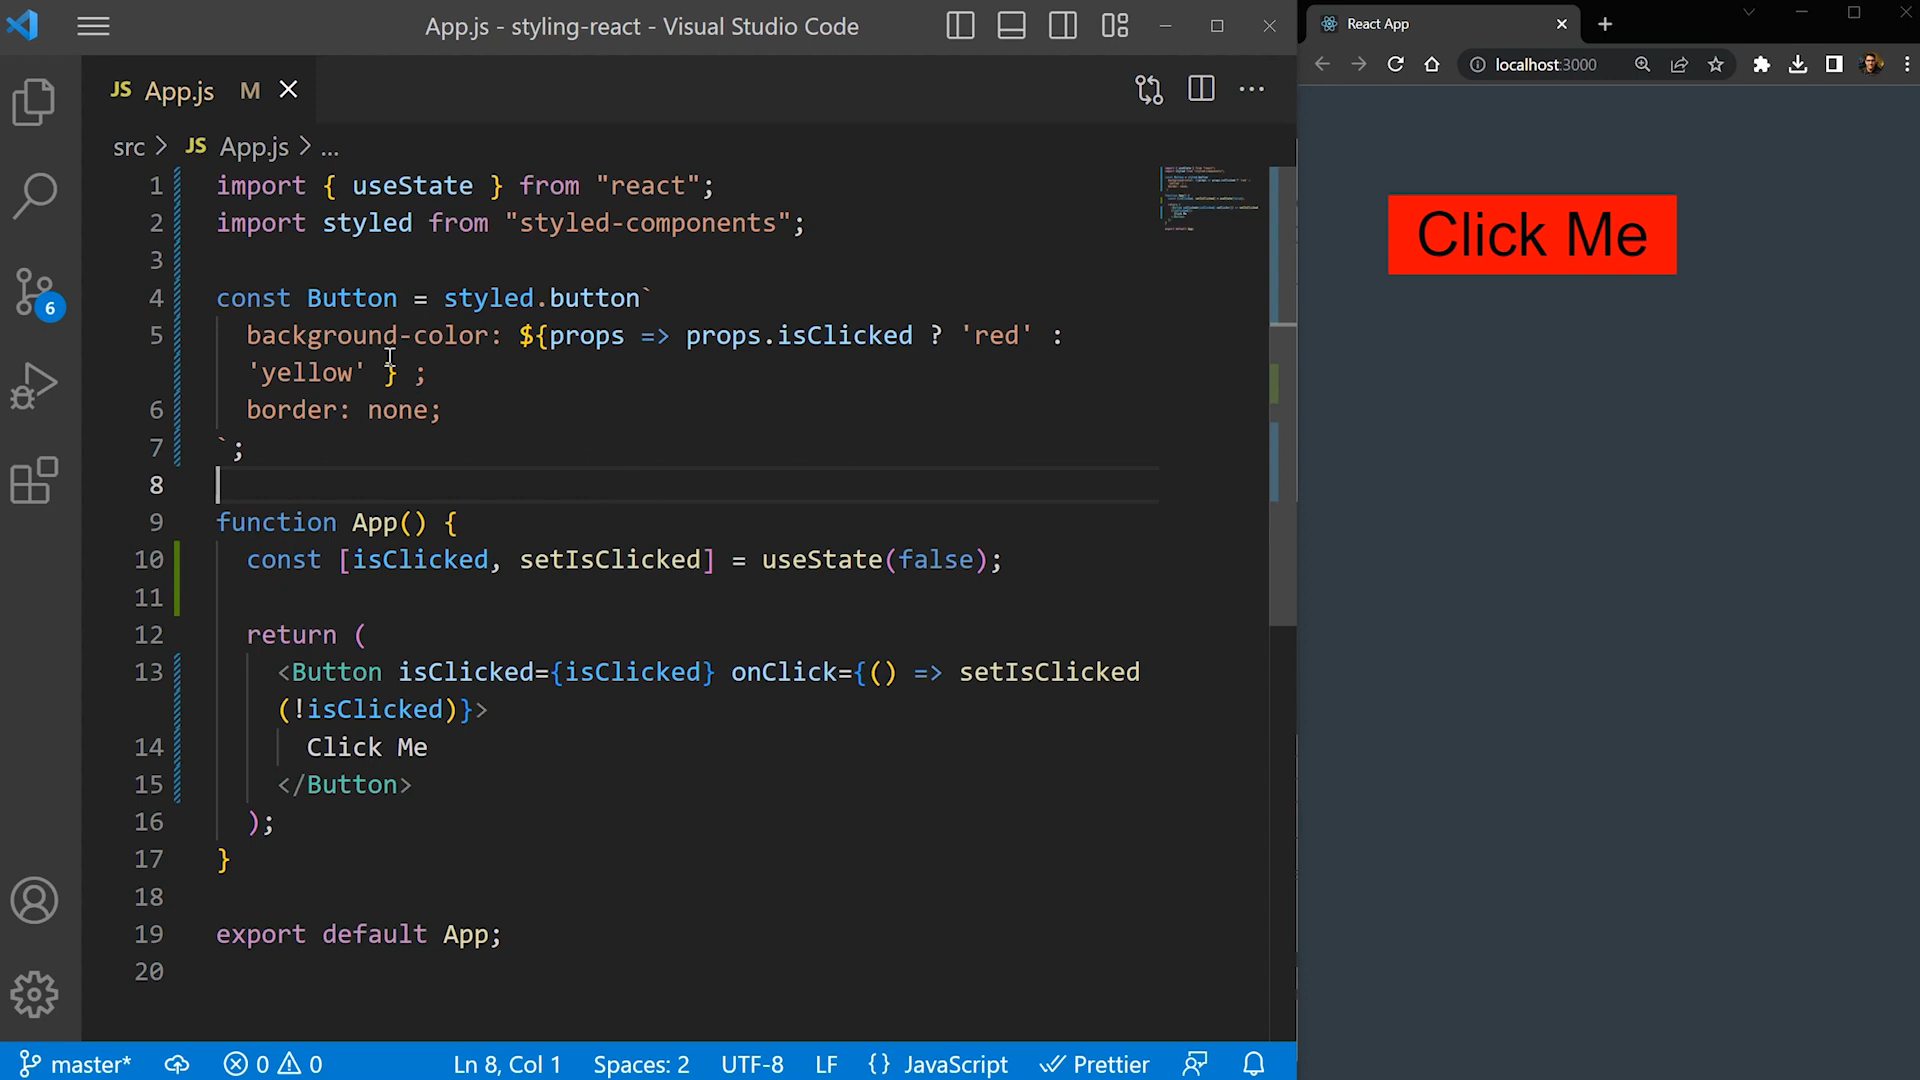 App.js - styling-react - Visual Studio Code
React App
localhost:3000
JS App.js M
src > JS App.js > ...
1 import { useState } from "react";
2 import styled from "styled-components";
3
4 const Button = styled.button`
5 background-color: ${props => props.isClicked ? 'red' :
'yellow' } ;
6 border: none;
7 `;
8
9 function App() {
10 const [isClicked, setIsClicked] = useState(false);
11
12 return (
13 <Button isClicked={isClicked} onClick={() => setIsClicked
(!isClicked)}>
14 Click Me
15 </Button>
16 );
17 }
18
19 export default App;
20
6
Click Me
master* 0 0 Ln 8, Col 1 Spaces: 2 UTF-8 LF {} JavaScript Prettier